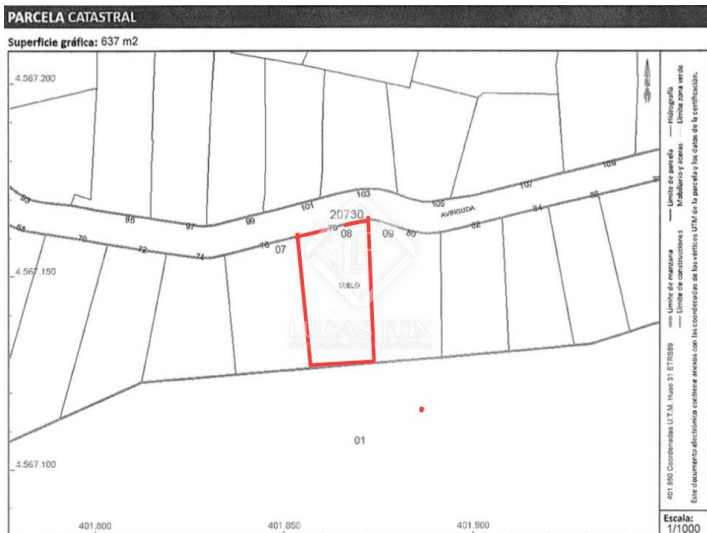 PARCELA CATASTRAL
Superficie gráfica: 637 m2
4.567.200
93
95
97
99
101
103
105
107
109
AVINGUDA
68
70
72
74
76
78
80
82
84
86
20730
07
08
09
SUELO
LUCAS FOX
4.567.150
01
4.567.100
401.800
401.850
401.900
401.950 Coordenadas U.T.M. Huso 31 ETRS89
Límite de manzana
Límite de parcela
Hidrografía
Límite de construcciones
Mobiliario y aceras
Límite zona verde
Este documento electrónico contiene anexos con las coordenadas de los vértices UTM de la parcela y los datos de la certificación.
Escala:
1/1000